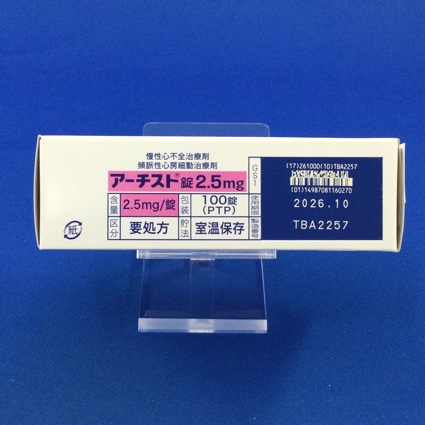 慢性心不全治療剤
頻脈性心房細動治療剤
アーチスト®錠2.5mg
含量 2.5mg/錠 包装 100錠(PTP)
区分 要処方 貯法 室温保存
GS1
(17)261000(10)TBA2257
(01)14987081160270
使用期限 2026.10
製造番号 TBA2257
紙